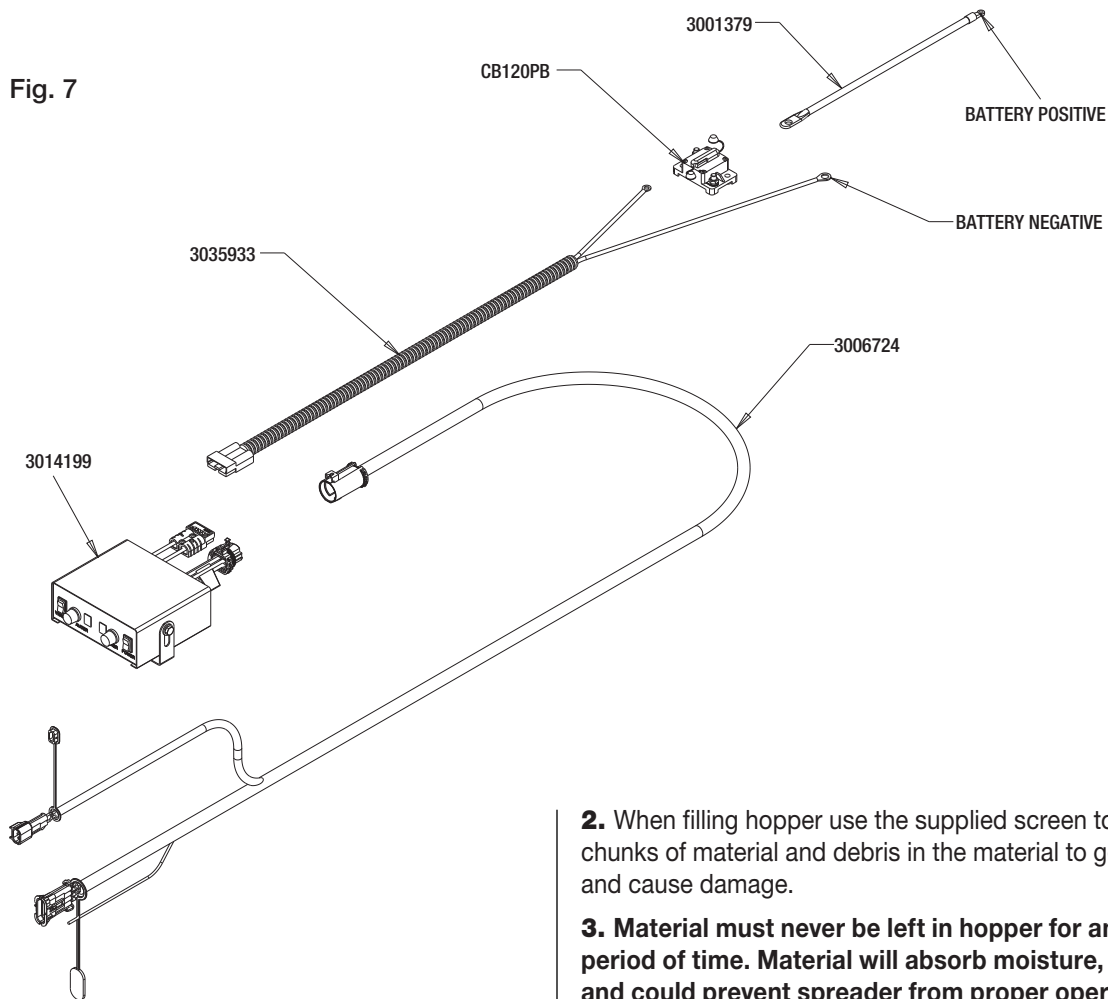 Fig. 7
3001379
CB120PB
BATTERY POSITIVE
BATTERY NEGATIVE
3035933
3006724
3014199
2. When filling hopper use the supplied screen to
chunks of material and debris in the material to g
and cause damage.
3. Material must never be left in hopper for
period of time. Material will absorb moisture,
and could prevent spreader from proper